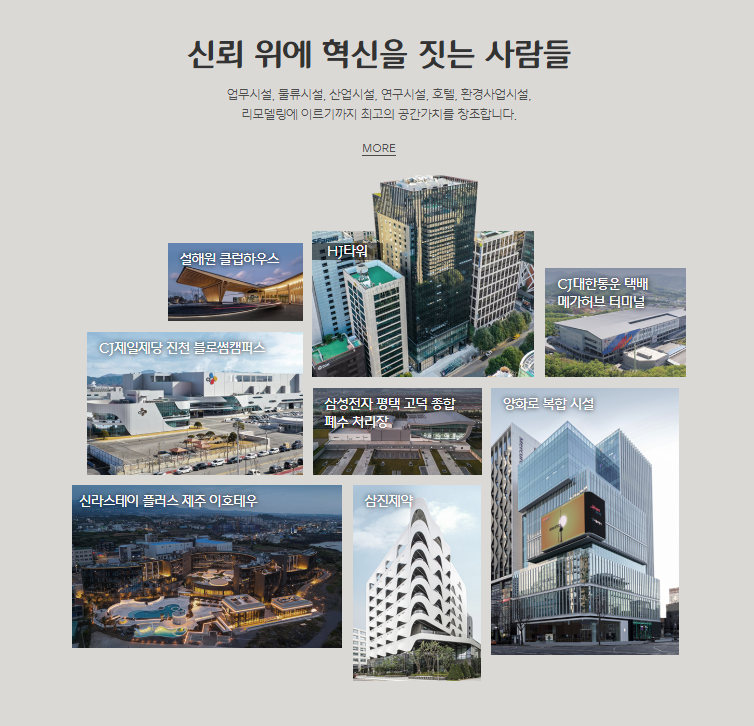 신뢰 위에 혁신을 짓는 사람들
업무시설, 물류시설, 산업시설, 연구시설, 호텔, 환경사업시설,
리모델링에 이르기까지 최고의 공간가치를 창조합니다.
MORE
설해원 클럽하우스
HJ타워
CJ대한통운 택배
메가허브 터미널
CJ제일제당 진천 블로썸캠퍼스
삼성전자 평택 고덕 종합
폐수 처리장
양화로 복합 시설
신라스테이 플러스 제주 이호테우
삼진제약